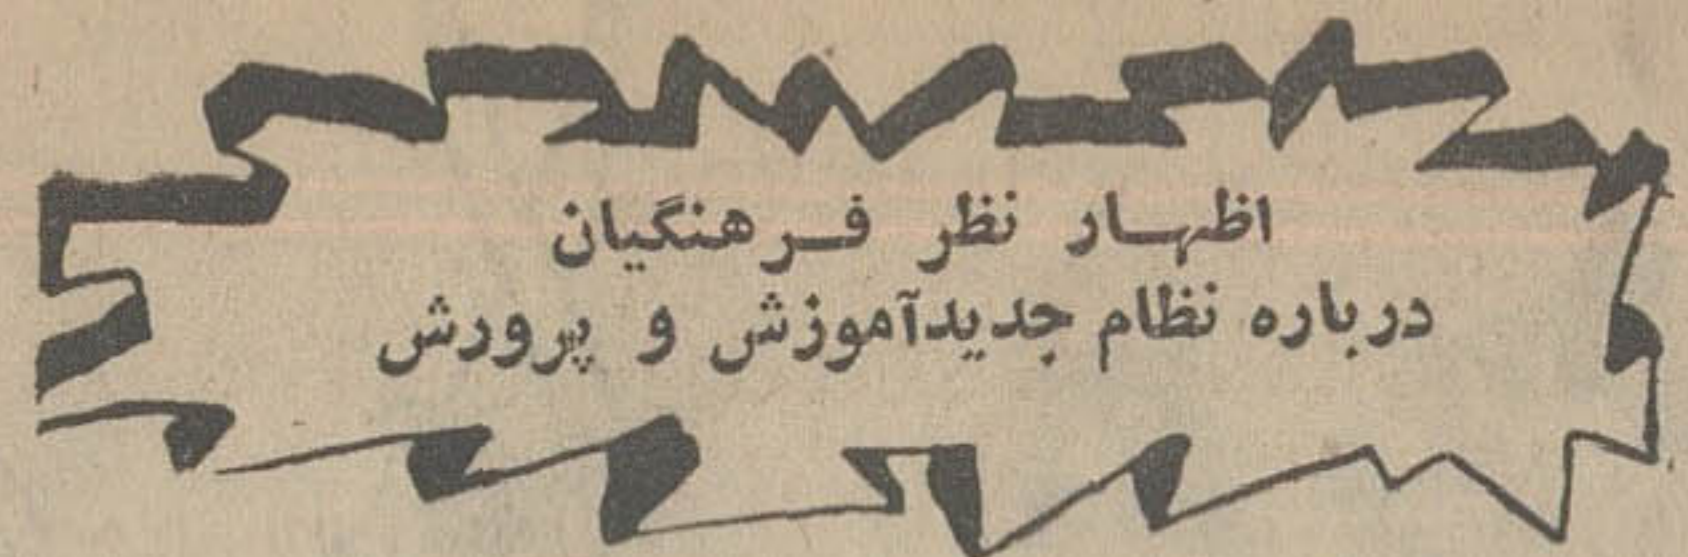 اظهار نظر فرهنگیان
درباره نظام جدیدآموزش و پرورش